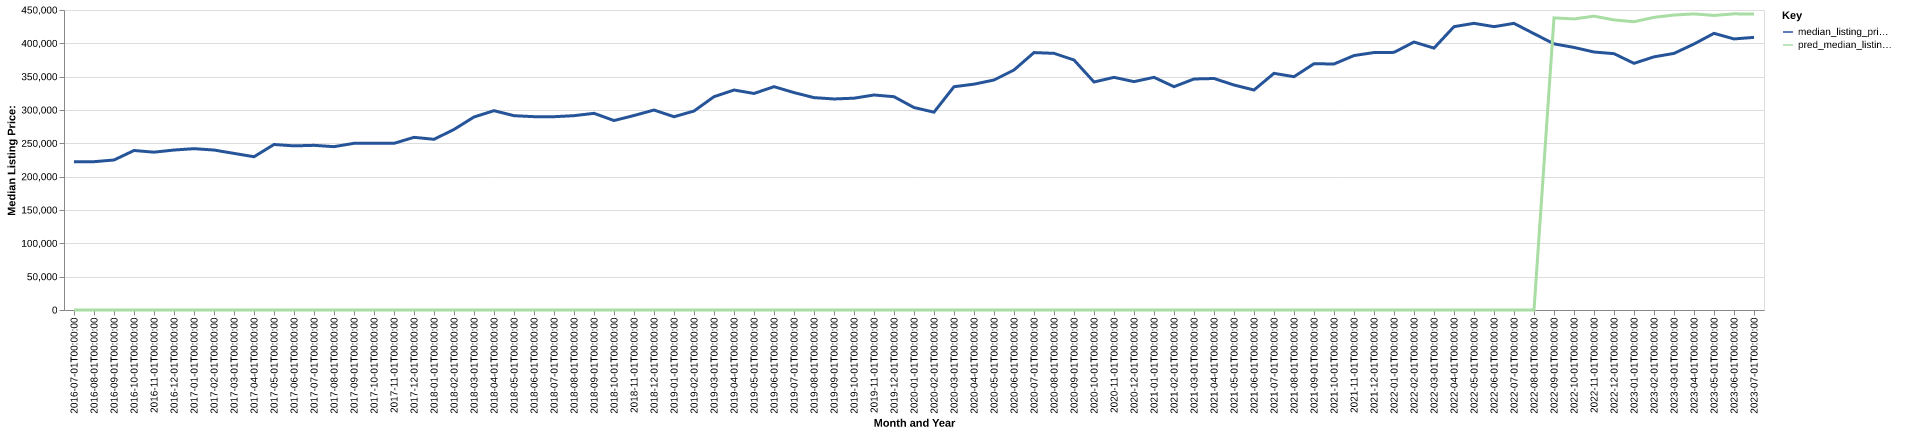 450,000
400,000
350,000
300,000
250,000
200,000
150,000
100,000
50,000
0
Median Listing Price:
2016-07-01T00:00:00
2016-08-01T00:00:00
2016-09-01T00:00:00
2016-10-01T00:00:00
2016-11-01T00:00:00
2016-12-01T00:00:00
2017-01-01T00:00:00
2017-02-01T00:00:00
2017-03-01T00:00:00
2017-04-01T00:00:00
2017-05-01T00:00:00
2017-06-01T00:00:00
2017-07-01T00:00:00
2017-08-01T00:00:00
2017-09-01T00:00:00
2017-10-01T00:00:00
2017-11-01T00:00:00
2017-12-01T00:00:00
2018-01-01T00:00:00
2018-02-01T00:00:00
2018-03-01T00:00:00
2018-04-01T00:00:00
2018-05-01T00:00:00
2018-06-01T00:00:00
2018-07-01T00:00:00
2018-08-01T00:00:00
2018-09-01T00:00:00
2018-10-01T00:00:00
2018-11-01T00:00:00
2018-12-01T00:00:00
2019-01-01T00:00:00
2019-02-01T00:00:00
2019-03-01T00:00:00
2019-04-01T00:00:00
2019-05-01T00:00:00
2019-06-01T00:00:00
2019-07-01T00:00:00
2019-08-01T00:00:00
2019-09-01T00:00:00
2019-10-01T00:00:00
2019-11-01T00:00:00
2019-12-01T00:00:00
2020-01-01T00:00:00
2020-02-01T00:00:00
2020-03-01T00:00:00
2020-04-01T00:00:00
2020-05-01T00:00:00
2020-06-01T00:00:00
2020-07-01T00:00:00
2020-08-01T00:00:00
2020-09-01T00:00:00
2020-10-01T00:00:00
2020-11-01T00:00:00
2020-12-01T00:00:00
2021-01-01T00:00:00
2021-02-01T00:00:00
2021-03-01T00:00:00
2021-04-01T00:00:00
2021-05-01T00:00:00
2021-06-01T00:00:00
2021-07-01T00:00:00
2021-08-01T00:00:00
2021-09-01T00:00:00
2021-10-01T00:00:00
2021-11-01T00:00:00
2021-12-01T00:00:00
2022-01-01T00:00:00
2022-02-01T00:00:00
2022-03-01T00:00:00
2022-04-01T00:00:00
2022-05-01T00:00:00
2022-06-01T00:00:00
2022-07-01T00:00:00
2022-08-01T00:00:00
2022-09-01T00:00:00
2022-10-01T00:00:00
2022-11-01T00:00:00
2022-12-01T00:00:00
2023-01-01T00:00:00
2023-02-01T00:00:00
2023-03-01T00:00:00
2023-04-01T00:00:00
2023-05-01T00:00:00
2023-06-01T00:00:00
2023-07-01T00:00:00
Month and Year
Key
median_listing_pri…
pred_median_listin…